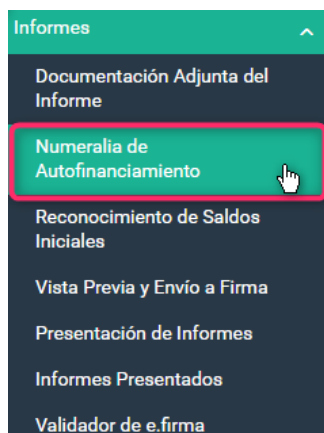 Informes
Documentación Adjunta del
Informe
Numeralia de
Autofinanciamiento
Reconocimiento de Saldos
Iniciales
Vista Previa y Envío a Firma
Presentación de Informes
Informes Presentados
Validador de e.firma